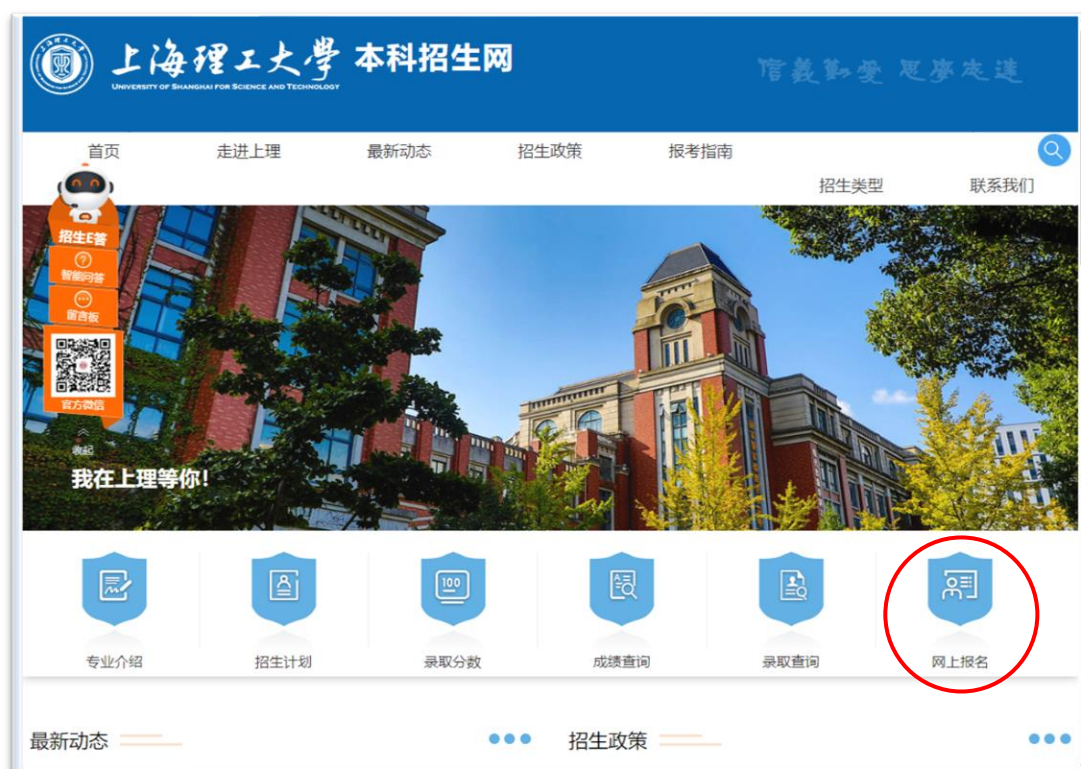 上海理工大學 本科招生网
UNIVERSITY OF SHANGHAI FOR SCIENCE AND TECHNOLOGY
信義勤愛 思學志遠
首页 走进上理 最新动态 招生政策 报考指南
招生类型 联系我们
招生E答
智能问答
留言板
官方微信
收起
我在上理等你!
100
专业介绍 招生计划 录取分数 成绩查询 录取查询 网上报名
最新动态 招生政策